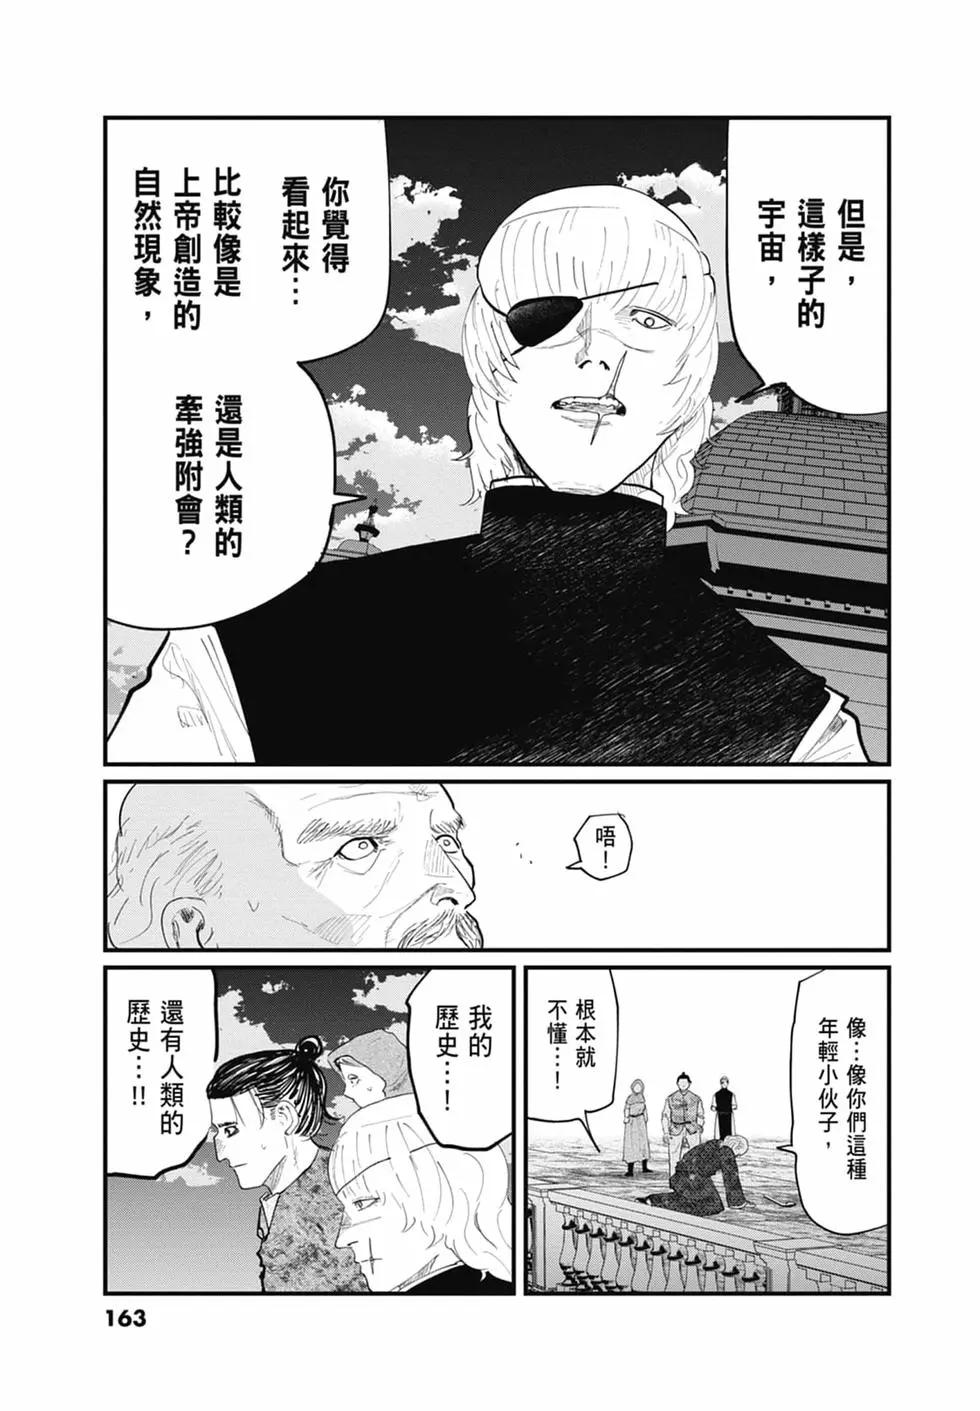 但是，
這樣子的
宇宙，
你覺得
看起來…
比較像是
上帝創造的
自然現象，
還是人類的
牽強附會？
唔！
像…像你們這種
年輕小伙子，
根本就
不懂…！
我的
歷史…！
還有人類的
歷史…!!
163